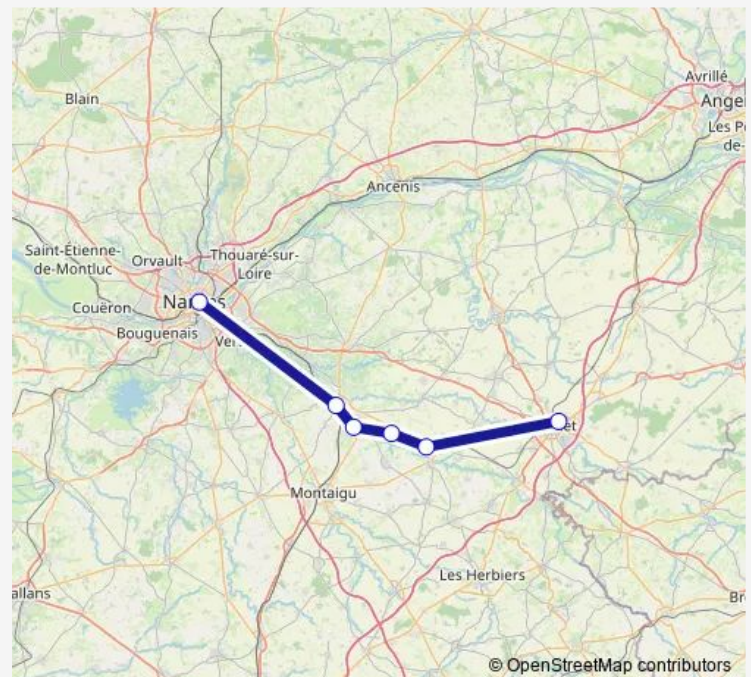 Avrillé
Blain
Ange
Les P
de-
Ancenis
Saint-Étienne-
de-Montluc
Orvault
Thouaré-sur-
Loire
Couëron
Bouguenais
Montaigu
Les Herbiers
allans
© OpenStreetMap contributors